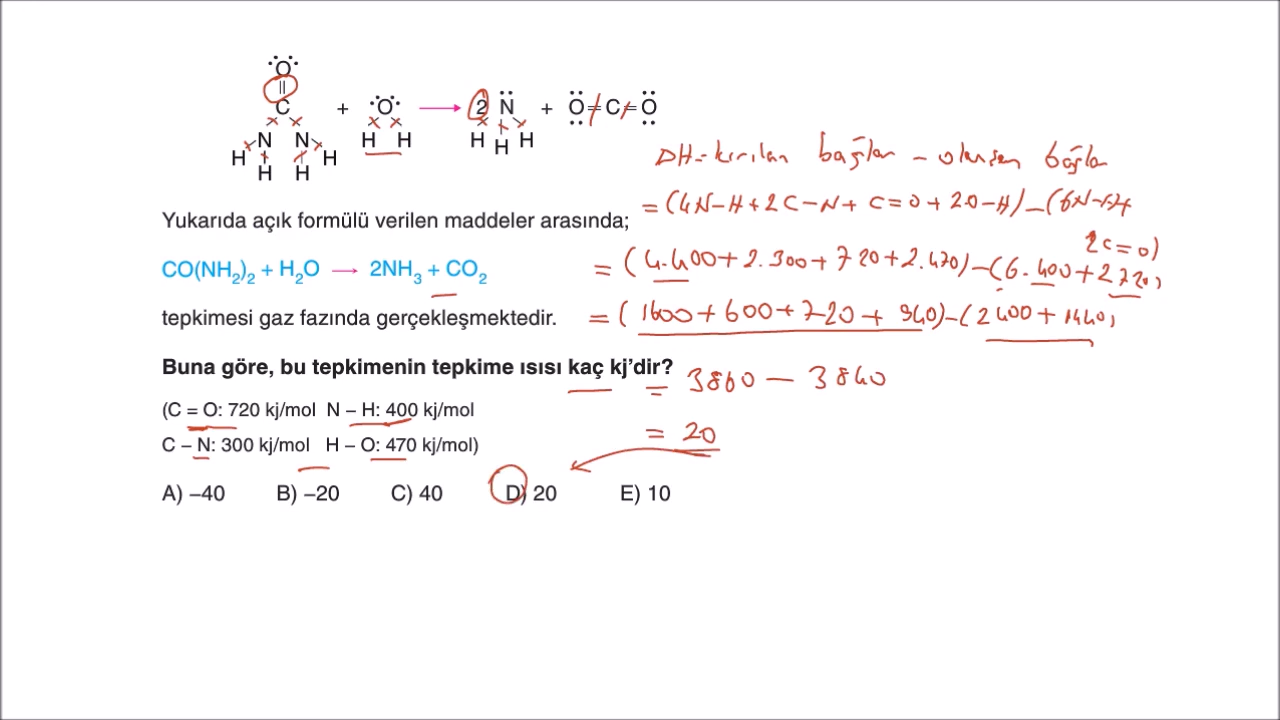 O
||
C + O → 2 N + O = C = O
N N H H H H H
H H H H
ΔH = kırılan bağlar – oluşan bağlar
= (4N–H + 2C–N + C=O + 2O–H) – (6N–H +
2C=O)
Yukarıda açık formülü verilen maddeler arasında;
CO(NH₂)₂ + H₂O → 2NH₃ + CO₂
= (4.400 + 2.300 + 720 + 2.470) – (6.400 + 2.720)
tepkimesi gaz fazında gerçekleşmektedir.
= (1600 + 600 + 720 + 940) – (2400 + 1440)
Buna göre, bu tepkimenin tepkime ısısı kaç kj'dir?
= 3860 – 3840
(C = O: 720 kj/mol N – H: 400 kj/mol
= 20
C – N: 300 kj/mol H – O: 470 kj/mol)
A) –40 B) –20 C) 40 D) 20 E) 10